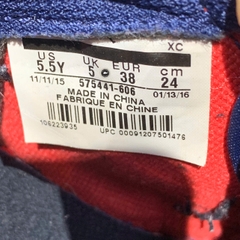 XC
US UK EUR cm
5.5Y 5 38 24
11/11/15 575441-606 01/13/16
MADE IN CHINA
FABRIQUE EN CHINE
106223935 UPC 00091207501476